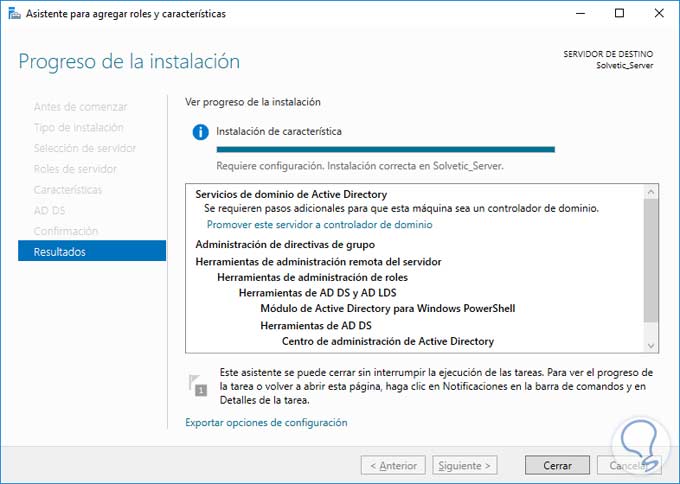 Asistente para agregar roles y características
Progreso de la instalación
SERVIDOR DE DESTINO
Solvetic_Server
Antes de comenzar
Tipo de instalación
Selección de servidor
Roles de servidor
Características
AD DS
Confirmación
Resultados
Ver progreso de la instalación
Instalación de característica
Requiere configuración. Instalación correcta en Solvetic_Server.
Servicios de dominio de Active Directory
Se requieren pasos adicionales para que esta máquina sea un controlador de dominio.
Promover este servidor a controlador de dominio
Administración de directivas de grupo
Herramientas de administración remota del servidor
Herramientas de administración de roles
Herramientas de AD DS y AD LDS
Módulo de Active Directory para Windows PowerShell
Herramientas de AD DS
Centro de administración de Active Directory
1
Este asistente se puede cerrar sin interrumpir la ejecución de las tareas. Para ver el progreso de
la tarea o volver a abrir esta página, haga clic en Notificaciones en la barra de comandos y en
Detalles de la tarea.
Exportar opciones de configuración
< Anterior
Siguiente >
Cerrar
Cancelar